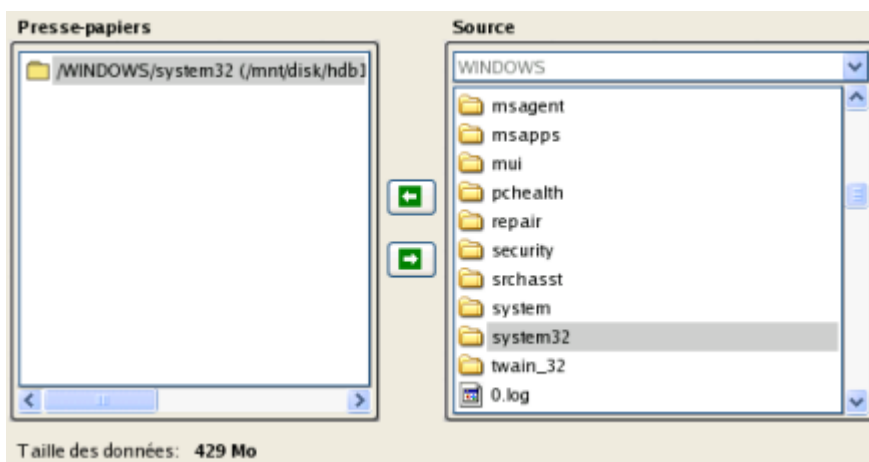 Presse-papiers
/WINDOWS/system32 (/mnt/disk/hdb1
Source
WINDOWS
msagent
msapps
mui
pchealth
repair
security
srchasst
system
system32
twain_32
0.log
Taille des données: 429 Mo